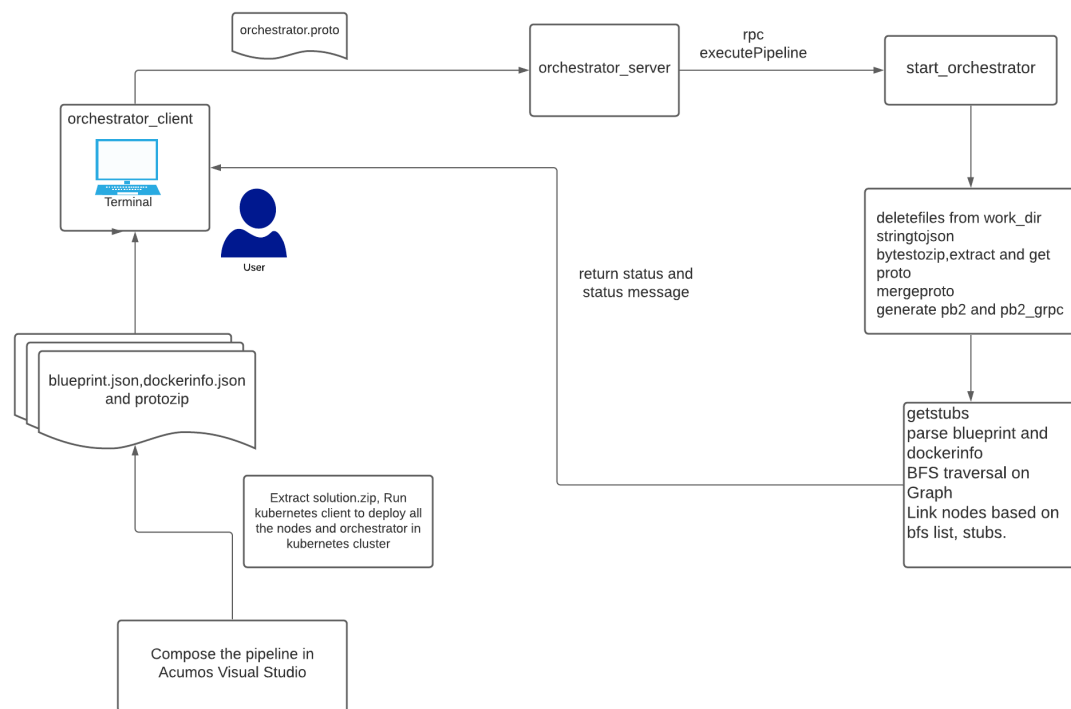 orchestrator.proto
rpc
executePipeline
orchestrator_server
start_orchestrator
orchestrator_client
Terminal
User
deletefiles from work_dir
stringtojson
bytestozip,extract and get
proto
mergeproto
generate pb2 and pb2_grpc
return status and
status message
blueprint.json,dockerinfo.json
and protozip
getstubs
parse blueprint and
dockerinfo
BFS traversal on
Graph
Link nodes based on
bfs list, stubs.
Extract solution.zip, Run
kubernetes client to deploy all
the nodes and orchestrator in
kubernetes cluster
Compose the pipeline in
Acumos Visual Studio